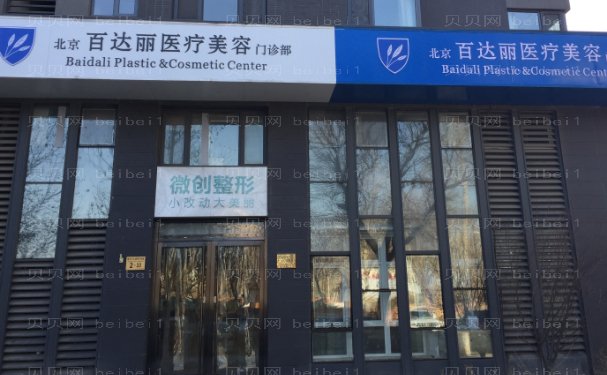 北京 百达丽医疗美容 门诊部
Baidali Plastic & Cosmetic Center
北京 百达丽医疗美容
Baidali Plastic & Cosmetic Cent
微创整形
小改动大美丽
贝贝网 beibei1